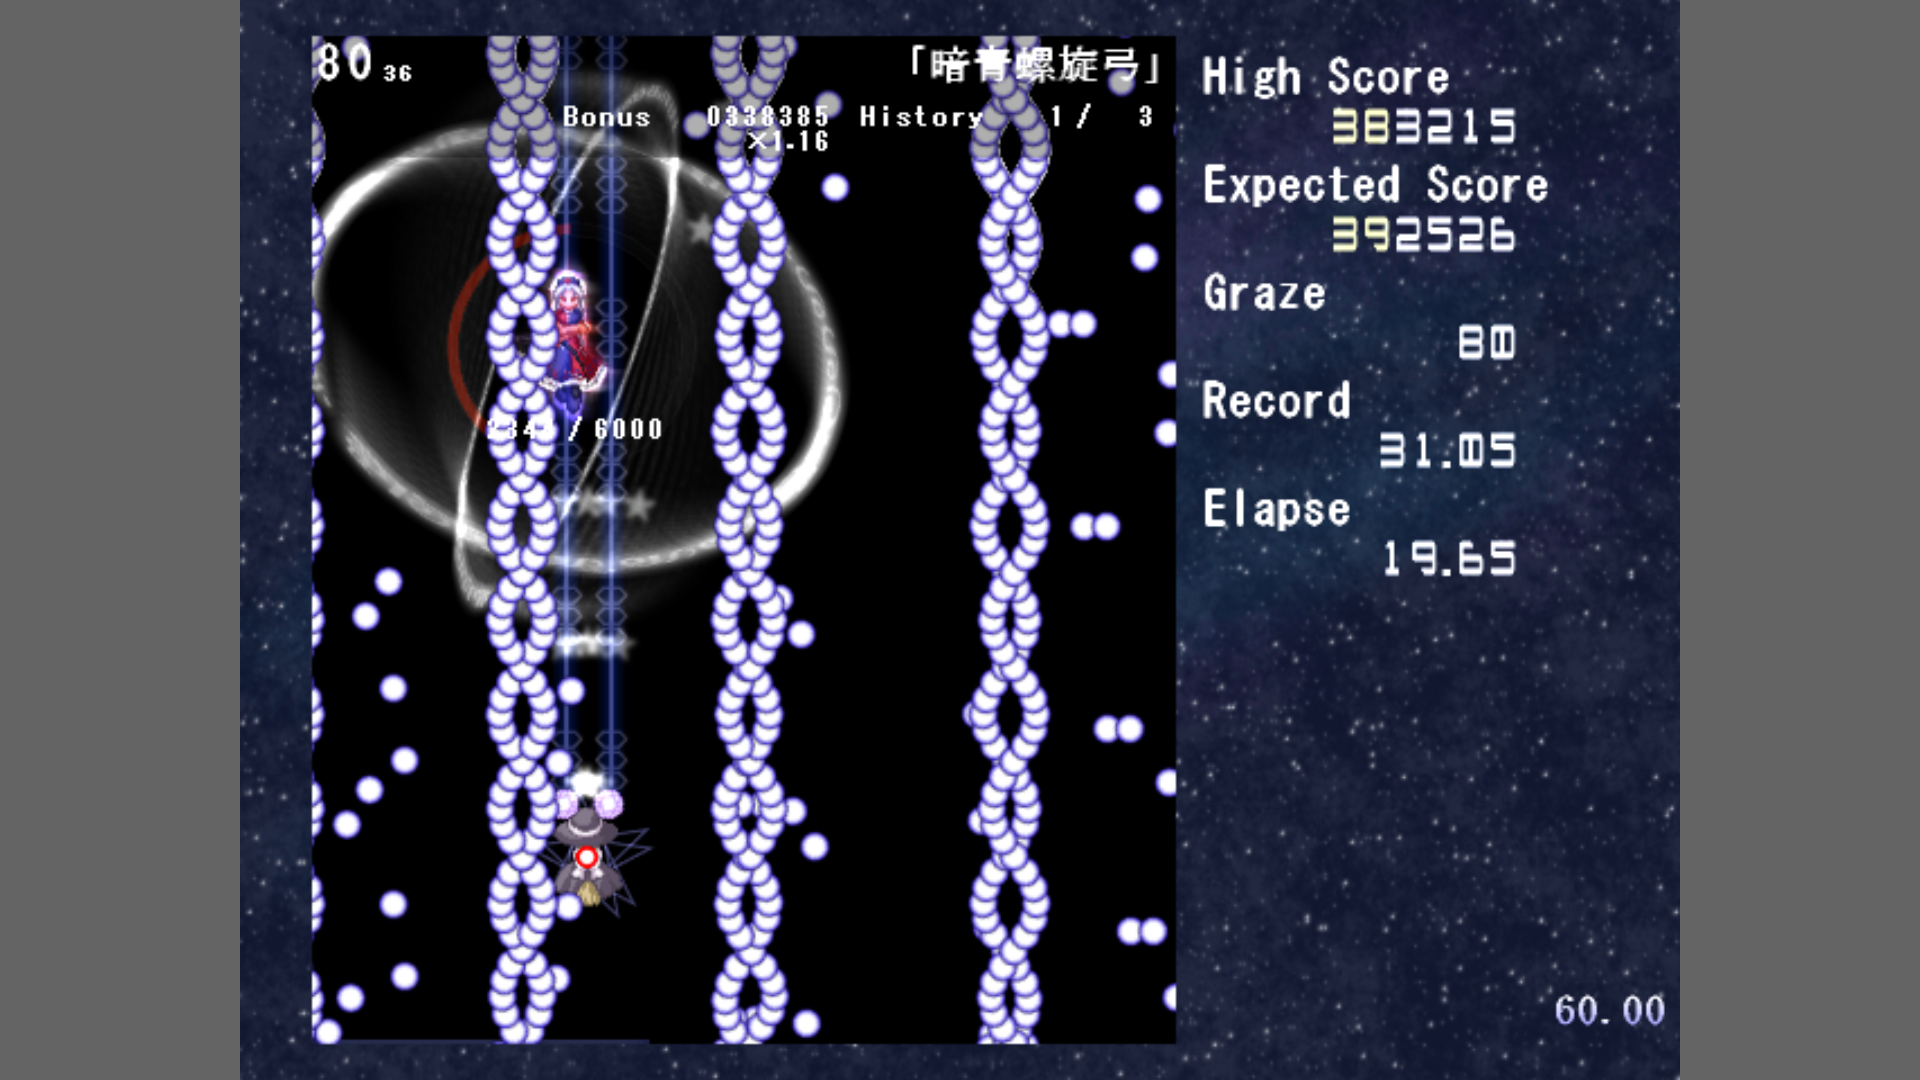 80 36
「暗青螺旋弓」
Bonus 0338385 History 1 / 3
×1.16
/ 6000
High Score
383215
Expected Score
392526
Graze
80
Record
31.05
Elapse
19.65
60.00